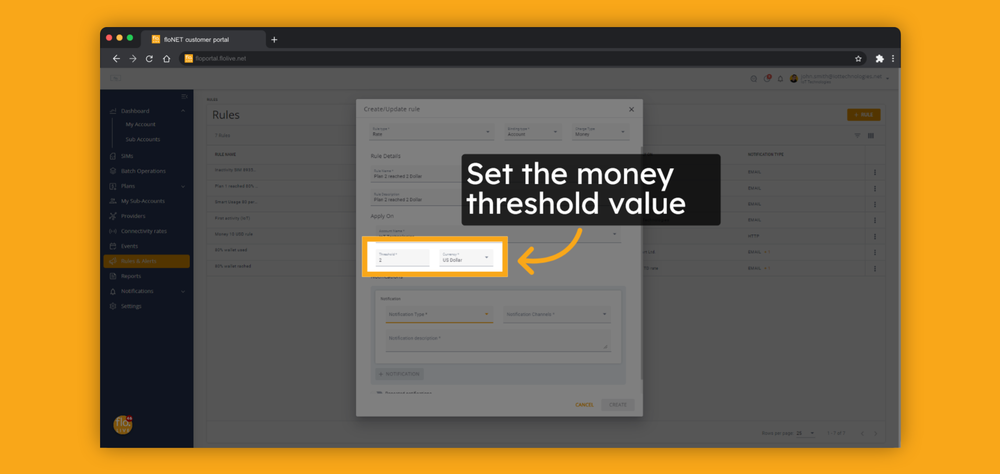 floNET customer portal
floportal.flolive.net
john.smith@iottechnologies.net
IoT Technologies
Dashboard
My Account
Sub Accounts
SIMs
Batch Operations
Plans
My Sub-Accounts
Providers
Connectivity rates
Events
Rules & Alerts
Reports
Notifications
Settings
46
flo.
LIVE
RULES
Rules
+ RULE
7 Rules
RULE NAME
NOTIFICATION TYPE
Inactivity SIM 8935...
EMAIL
Plan 1 reached 80%...
EMAIL
Smart Usage 80 per...
EMAIL
First activity (IoT)
EMAIL
Money 10 USD rule
HTTP
80% wallet used
EMAIL +1
80% wallet rached
TD rate
EMAIL +1
Create/Update rule
Rule type *
Rate
Binding type *
Account
Charge Type
Money
Rule Details
Rule Name *
Plan 2 reached 2 Dollar
Rule Description
Plan 2 reached 2 Dollar
Set the money
threshold value
Apply On
Account Name *
IoT Technologies
Threshold *
2
Currency *
US Dollar
Notifications
Notification
Notification Type *
Notification Channels *
Notification description *
+ NOTIFICATION
Repeated notifications
CANCEL
CREATE
Rows per page: 25
1 - 7 of 7